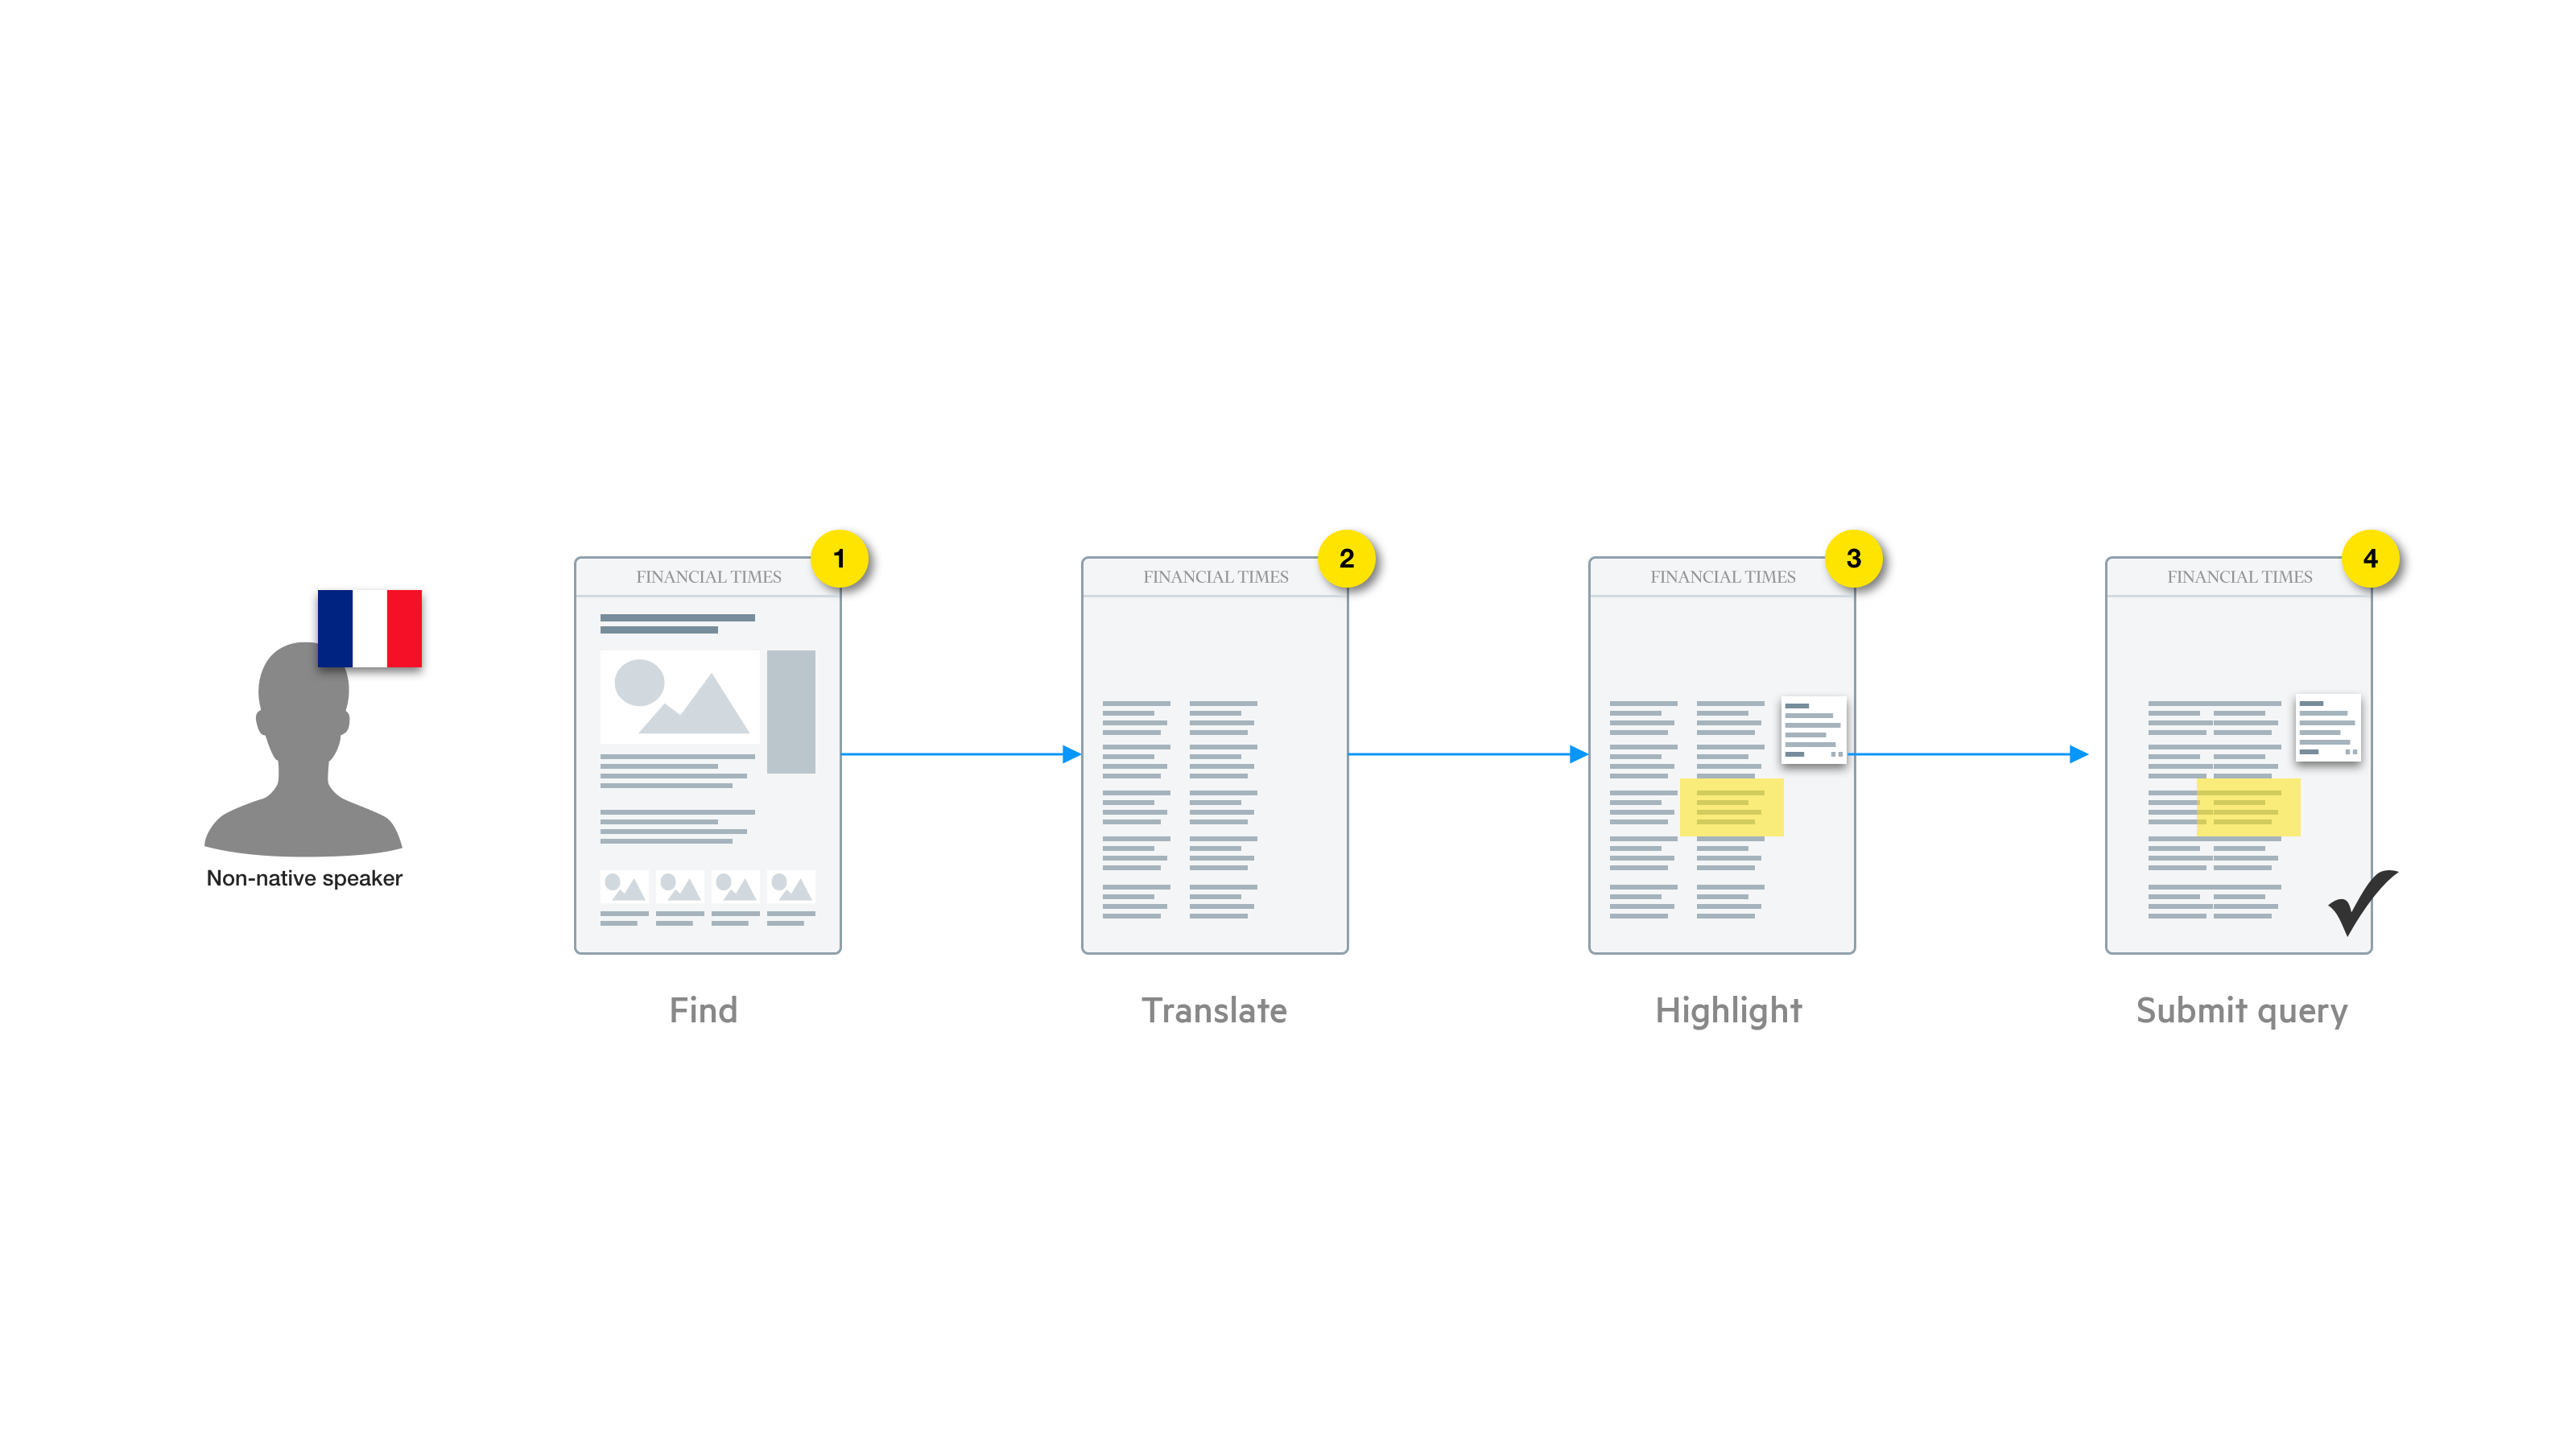 1
2
3
4
FINANCIAL TIMES
FINANCIAL TIMES
FINANCIAL TIMES
FINANCIAL TIMES
Non-native speaker
Find
Translate
Highlight
Submit query